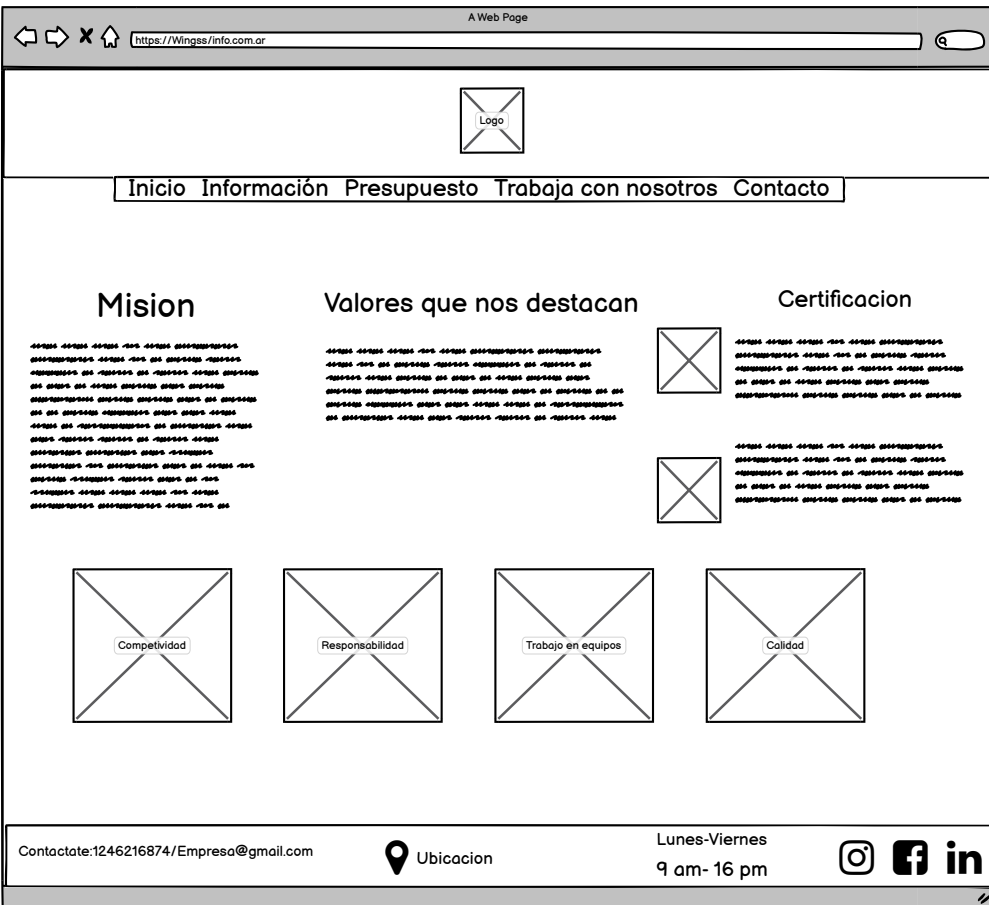 A Web Page
https://Wingss/info.com.ar
Logo
Inicio Información Presupuesto Trabaja con nosotros Contacto
Mision
Valores que nos destacan
Certificacion
Competividad
Responsabilidad
Trabajo en equipos
Calidad
Contactate:1246216874/Empresa@gmail.com
Ubicacion
Lunes-Viernes
9 am- 16 pm
in